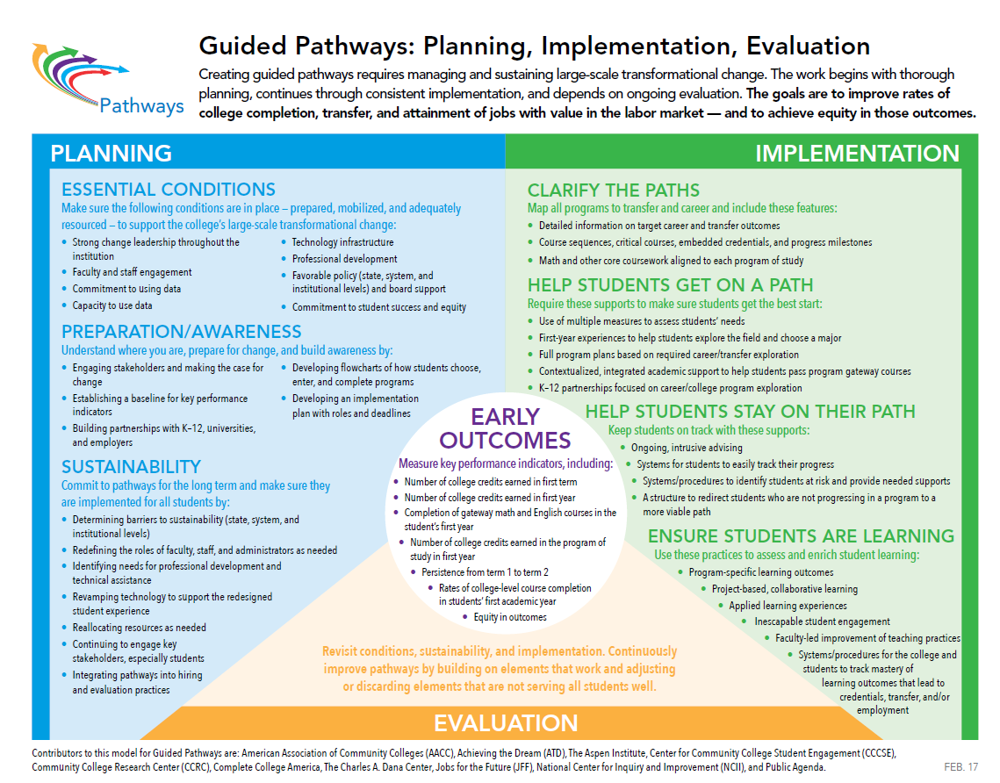 Pathways
Guided Pathways: Planning, Implementation, Evaluation
Creating guided pathways requires managing and sustaining large-scale transformational change. The work begins with thorough
planning, continues through consistent implementation, and depends on ongoing evaluation. The goals are to improve rates of
college completion, transfer, and attainment of jobs with value in the labor market — and to achieve equity in those outcomes.
PLANNING
ESSENTIAL CONDITIONS
Make sure the following conditions are in place – prepared, mobilized, and adequately
resourced – to support the college's large-scale transformational change:
• Strong change leadership throughout the
institution
• Faculty and staff engagement
• Commitment to using data
• Capacity to use data
• Technology infrastructure
• Professional development
• Favorable policy (state, system, and
institutional levels) and board support
• Commitment to student success and equity
PREPARATION/AWARENESS
Understand where you are, prepare for change, and build awareness by:
• Engaging stakeholders and making the case for
change
• Establishing a baseline for key performance
indicators
• Building partnerships with K–12, universities,
and employers
• Developing flowcharts of how students choose,
enter, and complete programs
• Developing an implementation
plan with roles and deadlines
SUSTAINABILITY
Commit to pathways for the long term and make sure they
are implemented for all students by:
• Determining barriers to sustainability (state, system, and
institutional levels)
• Redefining the roles of faculty, staff, and administrators as needed
• Identifying needs for professional development and
technical assistance
• Revamping technology to support the redesigned
student experience
• Reallocating resources as needed
• Continuing to engage key
stakeholders, especially students
• Integrating pathways into hiring
and evaluation practices
IMPLEMENTATION
CLARIFY THE PATHS
Map all programs to transfer and career and include these features:
• Detailed information on target career and transfer outcomes
• Course sequences, critical courses, embedded credentials, and progress milestones
• Math and other core coursework aligned to each program of study
HELP STUDENTS GET ON A PATH
Require these supports to make sure students get the best start:
• Use of multiple measures to assess students' needs
• First-year experiences to help students explore the field and choose a major
• Full program plans based on required career/transfer exploration
• Contextualized, integrated academic support to help students pass program gateway courses
• K–12 partnerships focused on career/college program exploration
HELP STUDENTS STAY ON THEIR PATH
Keep students on track with these supports:
• Ongoing, intrusive advising
• Systems for students to easily track their progress
• Systems/procedures to identify students at risk and provide needed supports
• A structure to redirect students who are not progressing in a program to a
more viable path
ENSURE STUDENTS ARE LEARNING
Use these practices to assess and enrich student learning:
• Program-specific learning outcomes
• Project-based, collaborative learning
• Applied learning experiences
• Inescapable student engagement
• Faculty-led improvement of teaching practices
• Systems/procedures for the college and
students to track mastery of
learning outcomes that lead to
credentials, transfer, and/or
employment
EARLY
OUTCOMES
Measure key performance indicators, including:
• Number of college credits earned in first term
• Number of college credits earned in first year
• Completion of gateway math and English courses in the
student's first year
• Number of college credits earned in the program of
study in first year
• Persistence from term 1 to term 2
• Rates of college-level course completion
in students' first academic year
• Equity in outcomes
Revisit conditions, sustainability, and implementation. Continuously
improve pathways by building on elements that work and adjusting
or discarding elements that are not serving all students well.
EVALUATION
Contributors to this model for Guided Pathways are: American Association of Community Colleges (AACC), Achieving the Dream (ATD), The Aspen Institute, Center for Community College Student Engagement (CCCSE),
Community College Research Center (CCRC), Complete College America, The Charles A. Dana Center, Jobs for the Future (JFF), National Center for Inquiry and Improvement (NCII), and Public Agenda.
FEB. 17